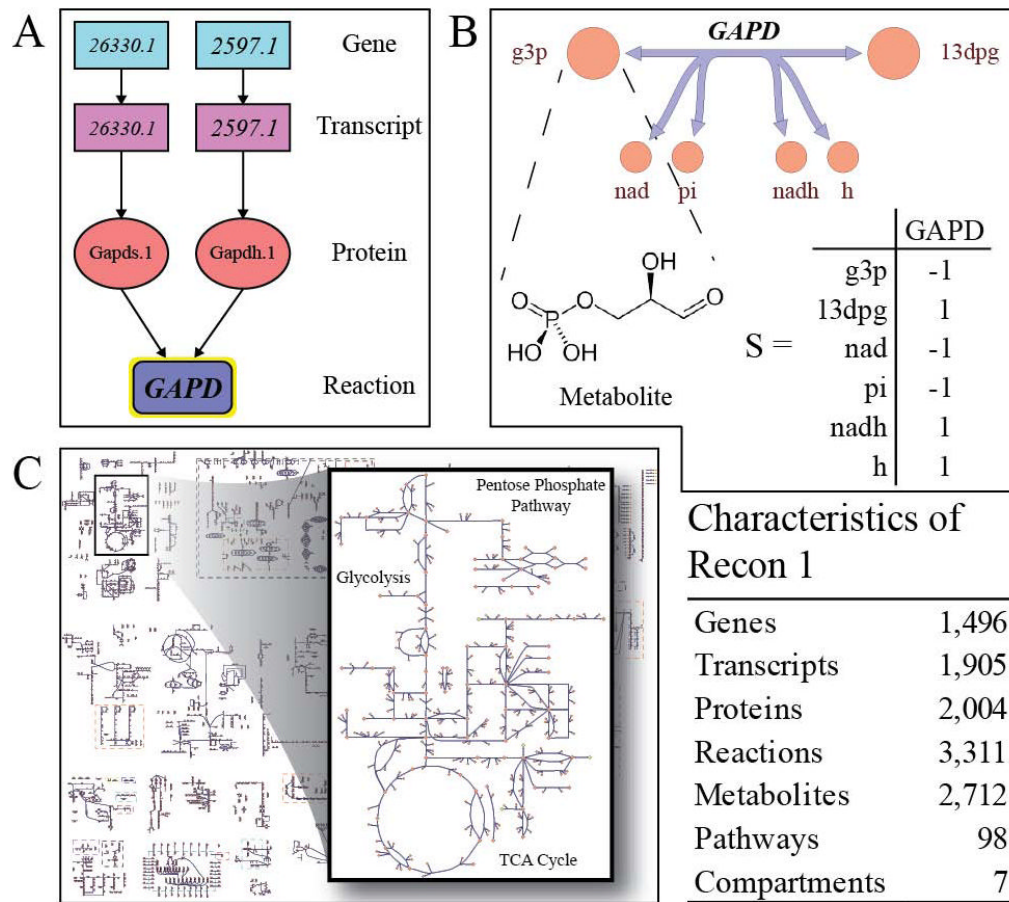 A
26330.1 2597.1 Gene
26330.1 2597.1 Transcript
Gapds.1 Gapdh.1 Protein
GAPD Reaction
B
GAPD
g3p 13dpg
nad pi nadh h
OH
O O O
P
HO OH
Metabolite
S =
GAPD
g3p -1
13dpg 1
nad -1
pi -1
nadh 1
h 1
C
Pentose Phosphate
Pathway
Glycolysis
TCA Cycle
Characteristics of
Recon 1
Genes 1,496
Transcripts 1,905
Proteins 2,004
Reactions 3,311
Metabolites 2,712
Pathways 98
Compartments 7